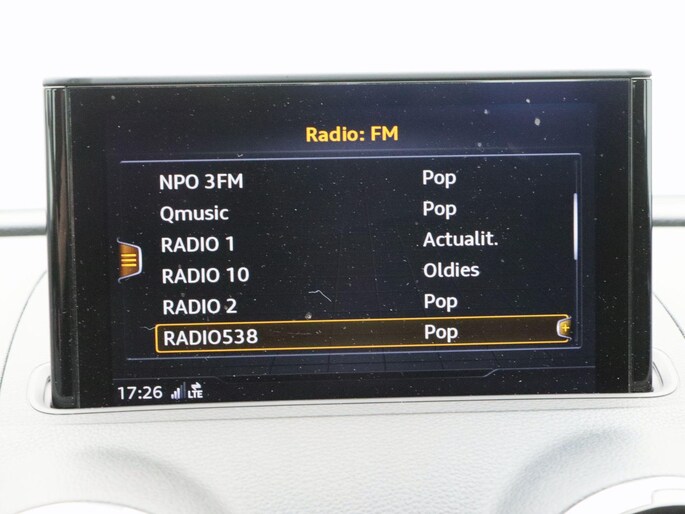 Radio: FM
NPO 3FM Pop
Qmusic Pop
RADIO 1 Actualit.
RADIO 10 Oldies
RADIO 2 Pop
RADIO538 Pop
17:26 LTE